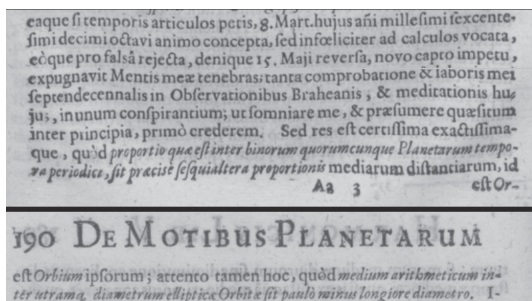 eaque si temporis articulos petis, 8. Mart. hujus añi millesimi sexcente-
simi decimi octavi animo concepta, sed infœliciter ad calculos vocata,
eòque pro falsâ rejecta, denique 15. Maji reversa, novo capto impetu,
expugnavit Mentis meæ tenebras; tanta comprobatione & laboris mei
septendecennalis in Observationibus Braheanis, & meditationis hu-
jus, in unum conspirantium; ut somniare me, & præsumere quæsitum
inter principia, primò crederem. Sed res est certissima exactissima-
que, quòd proportio quæ est inter binorum quorumcunque Planetarum tempo-
ra periodica, sit præcisè sesquialtera proportionis mediarum distantiarum, id
Aa 3 est Or-
190 DE MOTIBUS PLANETARUM
est Orbium ipsorum; attento tamen hoc, quòd medium arithmeticum in-
ter utramq. diametrum ellipticæ Orbitæ sit paulò minus longiore diametro. I-